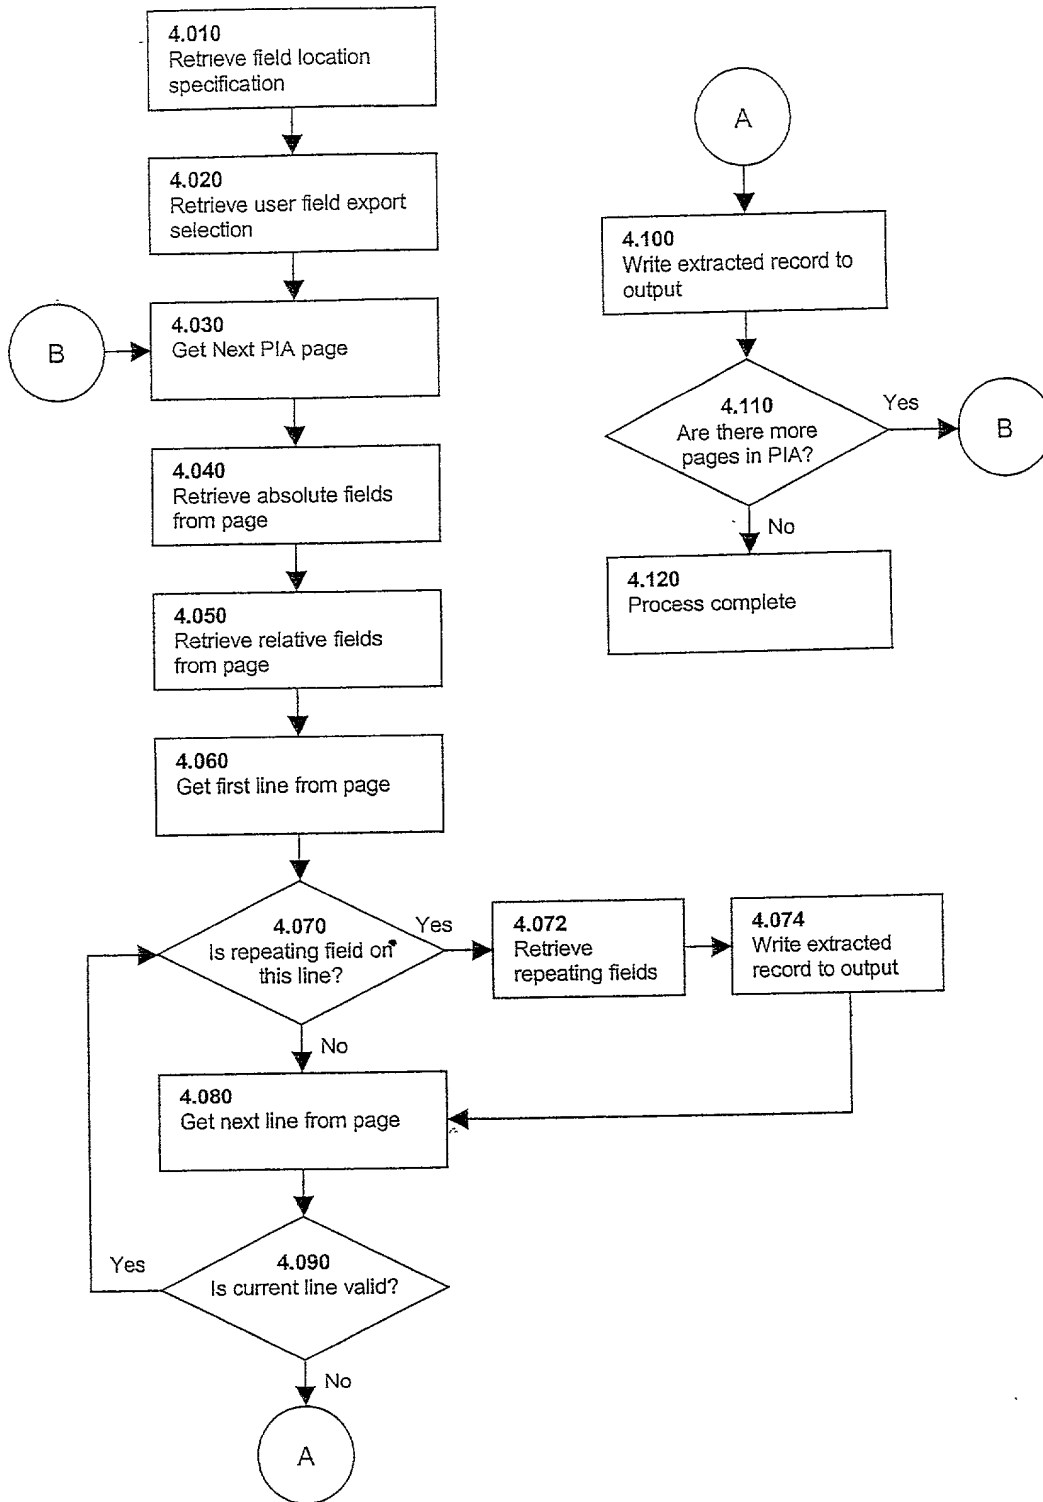 4.010
Retrieve field location
specification
4.020
Retrieve user field export
selection
B
4.030
Get Next PIA page
4.040
Retrieve absolute fields
from page
4.050
Retrieve relative fields
from page
4.060
Get first line from page
4.070
Is repeating field on
this line?
Yes
4.072
Retrieve
repeating fields
4.074
Write extracted
record to output
No
4.080
Get next line from page
4.090
Is current line valid?
Yes
No
A
A
4.100
Write extracted record to
output
4.110
Are there more
pages in PIA?
Yes
B
No
4.120
Process complete